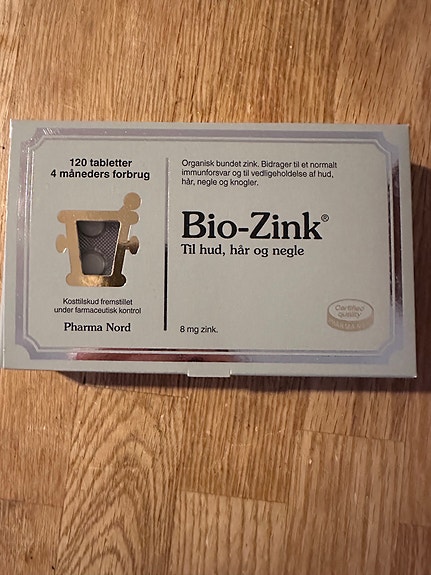 120 tabletter
4 måneders forbrug
Kosttilskud fremstillet
under farmaceutisk kontrol
Pharma Nord
Organisk bundet zink. Bidrager til et normalt
immunforsvar og til vedligeholdelse af hud,
hår, negle og knogler.
Bio-Zink®
Til hud, hår og negle
8 mg zink.
Certified
quality